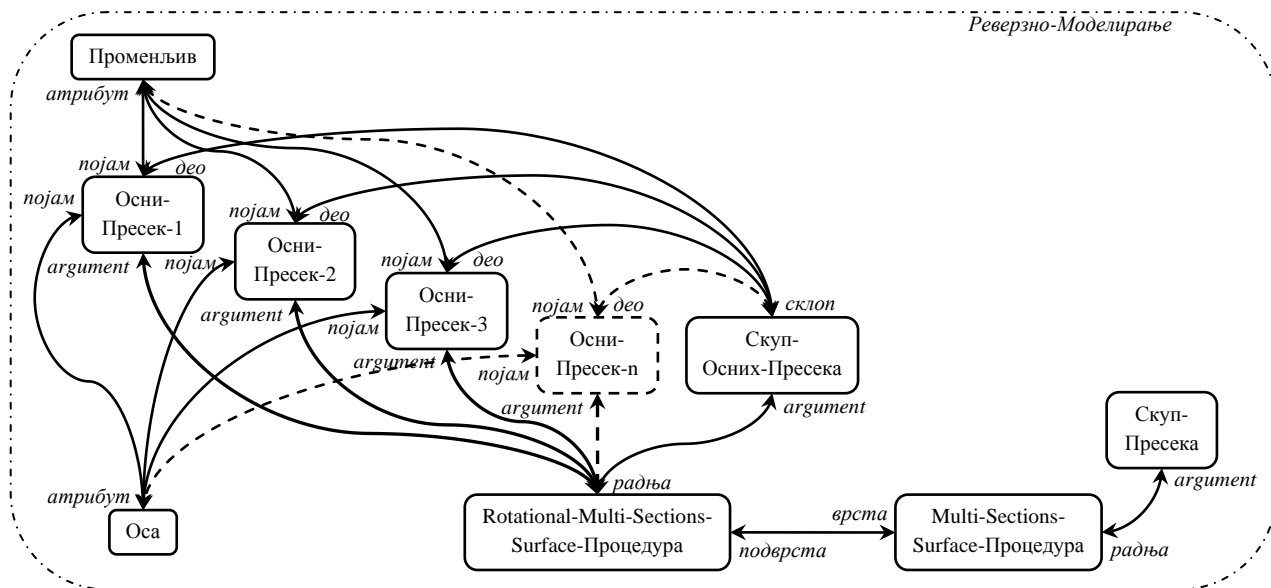 Реверзно-Моделирање
Променљив
атрибут
појам
део
појам
Осни-
Пресек-1
појам
део
argument
појам
Осни-
Пресек-2
појам
део
argument
појам
Осни-
Пресек-3
појам
део
склоп
argument
појам
Осни-
Пресек-n
Скуп-
Осних-Пресека
argument
argument
Скуп-
Пресека
argument
атрибут
радња
Оса
Rotational-Multi-Sections-
Surface-Процедура
врста
подврста
Multi-Sections-
Surface-Процедура
радња